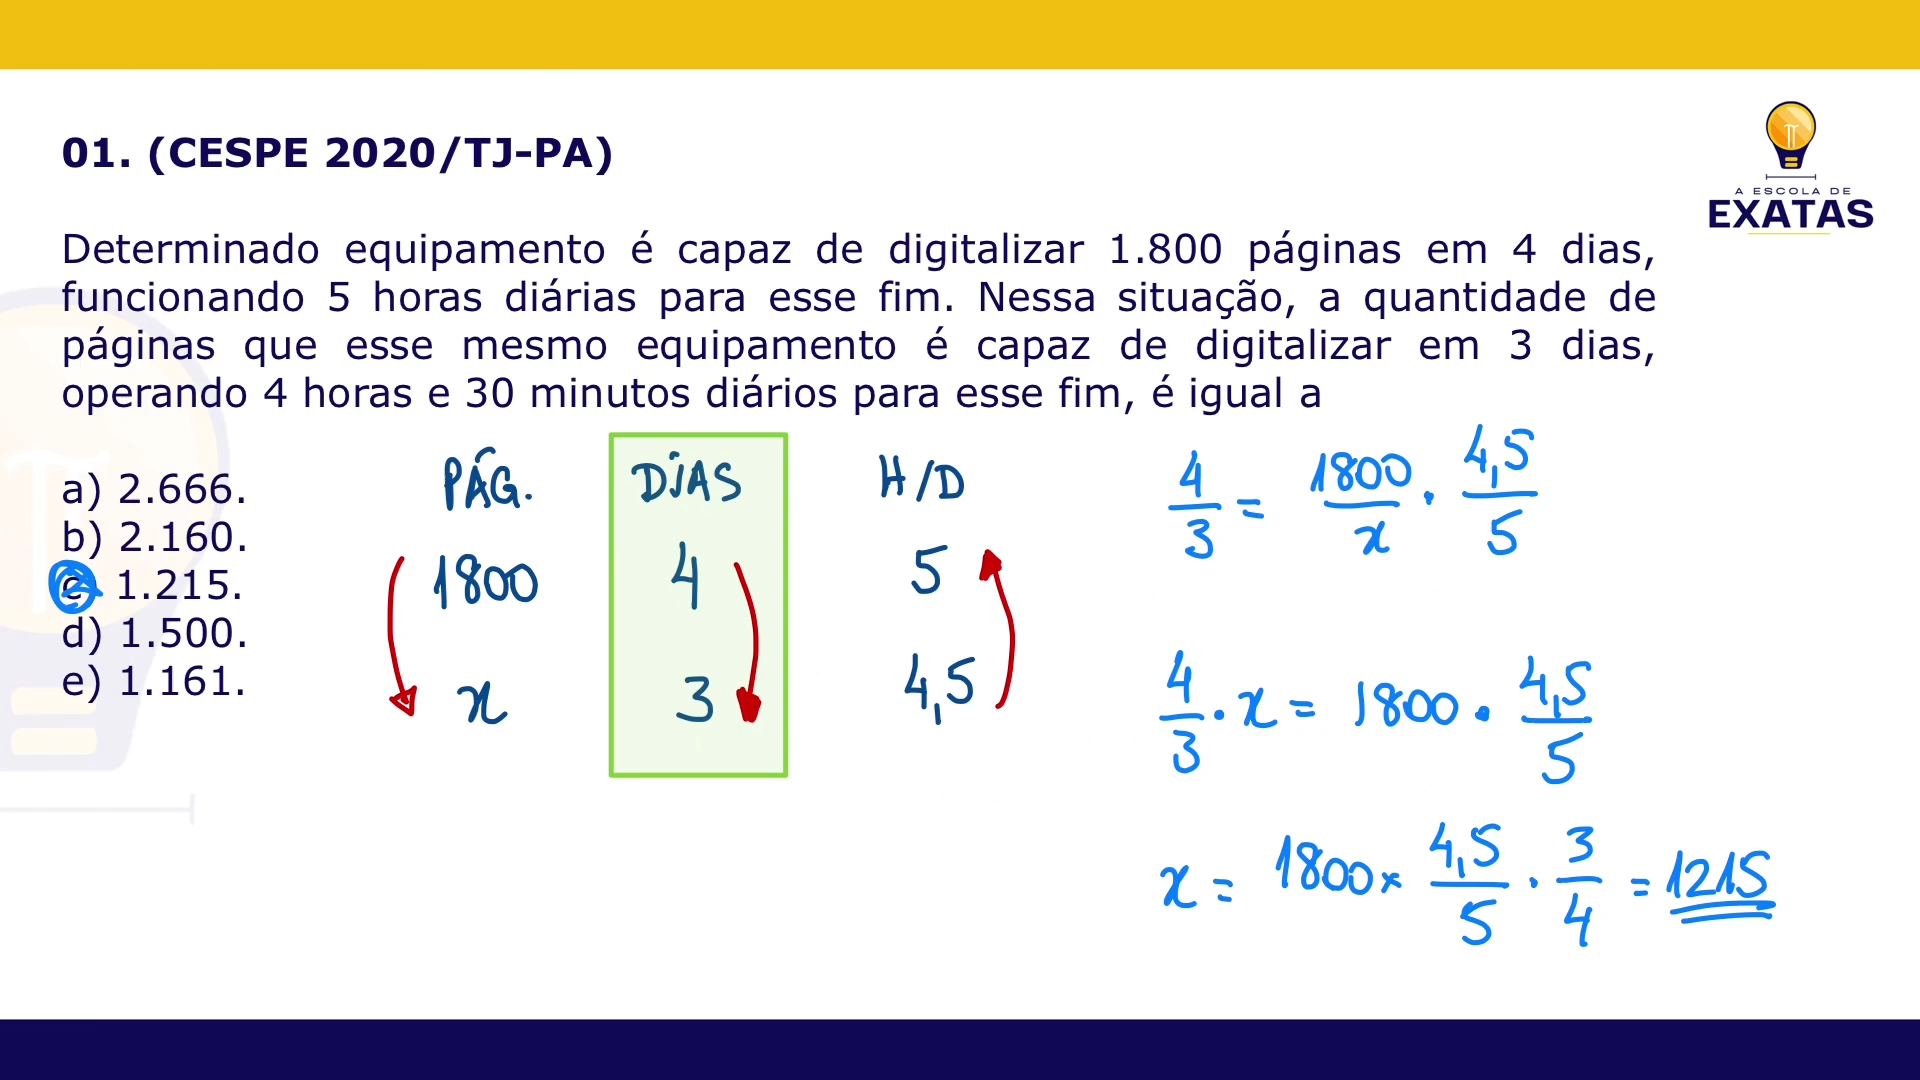 01. (CESPE 2020/TJ-PA)
A ESCOLA DE
EXATAS
Determinado equipamento é capaz de digitalizar 1.800 páginas em 4 dias,
funcionando 5 horas diárias para esse fim. Nessa situação, a quantidade de
páginas que esse mesmo equipamento é capaz de digitalizar em 3 dias,
operando 4 horas e 30 minutos diários para esse fim, é igual a
a) 2.666.
b) 2.160.
c) 1.215.
d) 1.500.
e) 1.161.
PÁG. DIAS H/D
1800 4 5
x 3 4,5
4/3 = 1800/x . 4,5/5
4/3 . x = 1800 . 4,5/5
x = 1800 x 4,5/5 . 3/4 = 1215